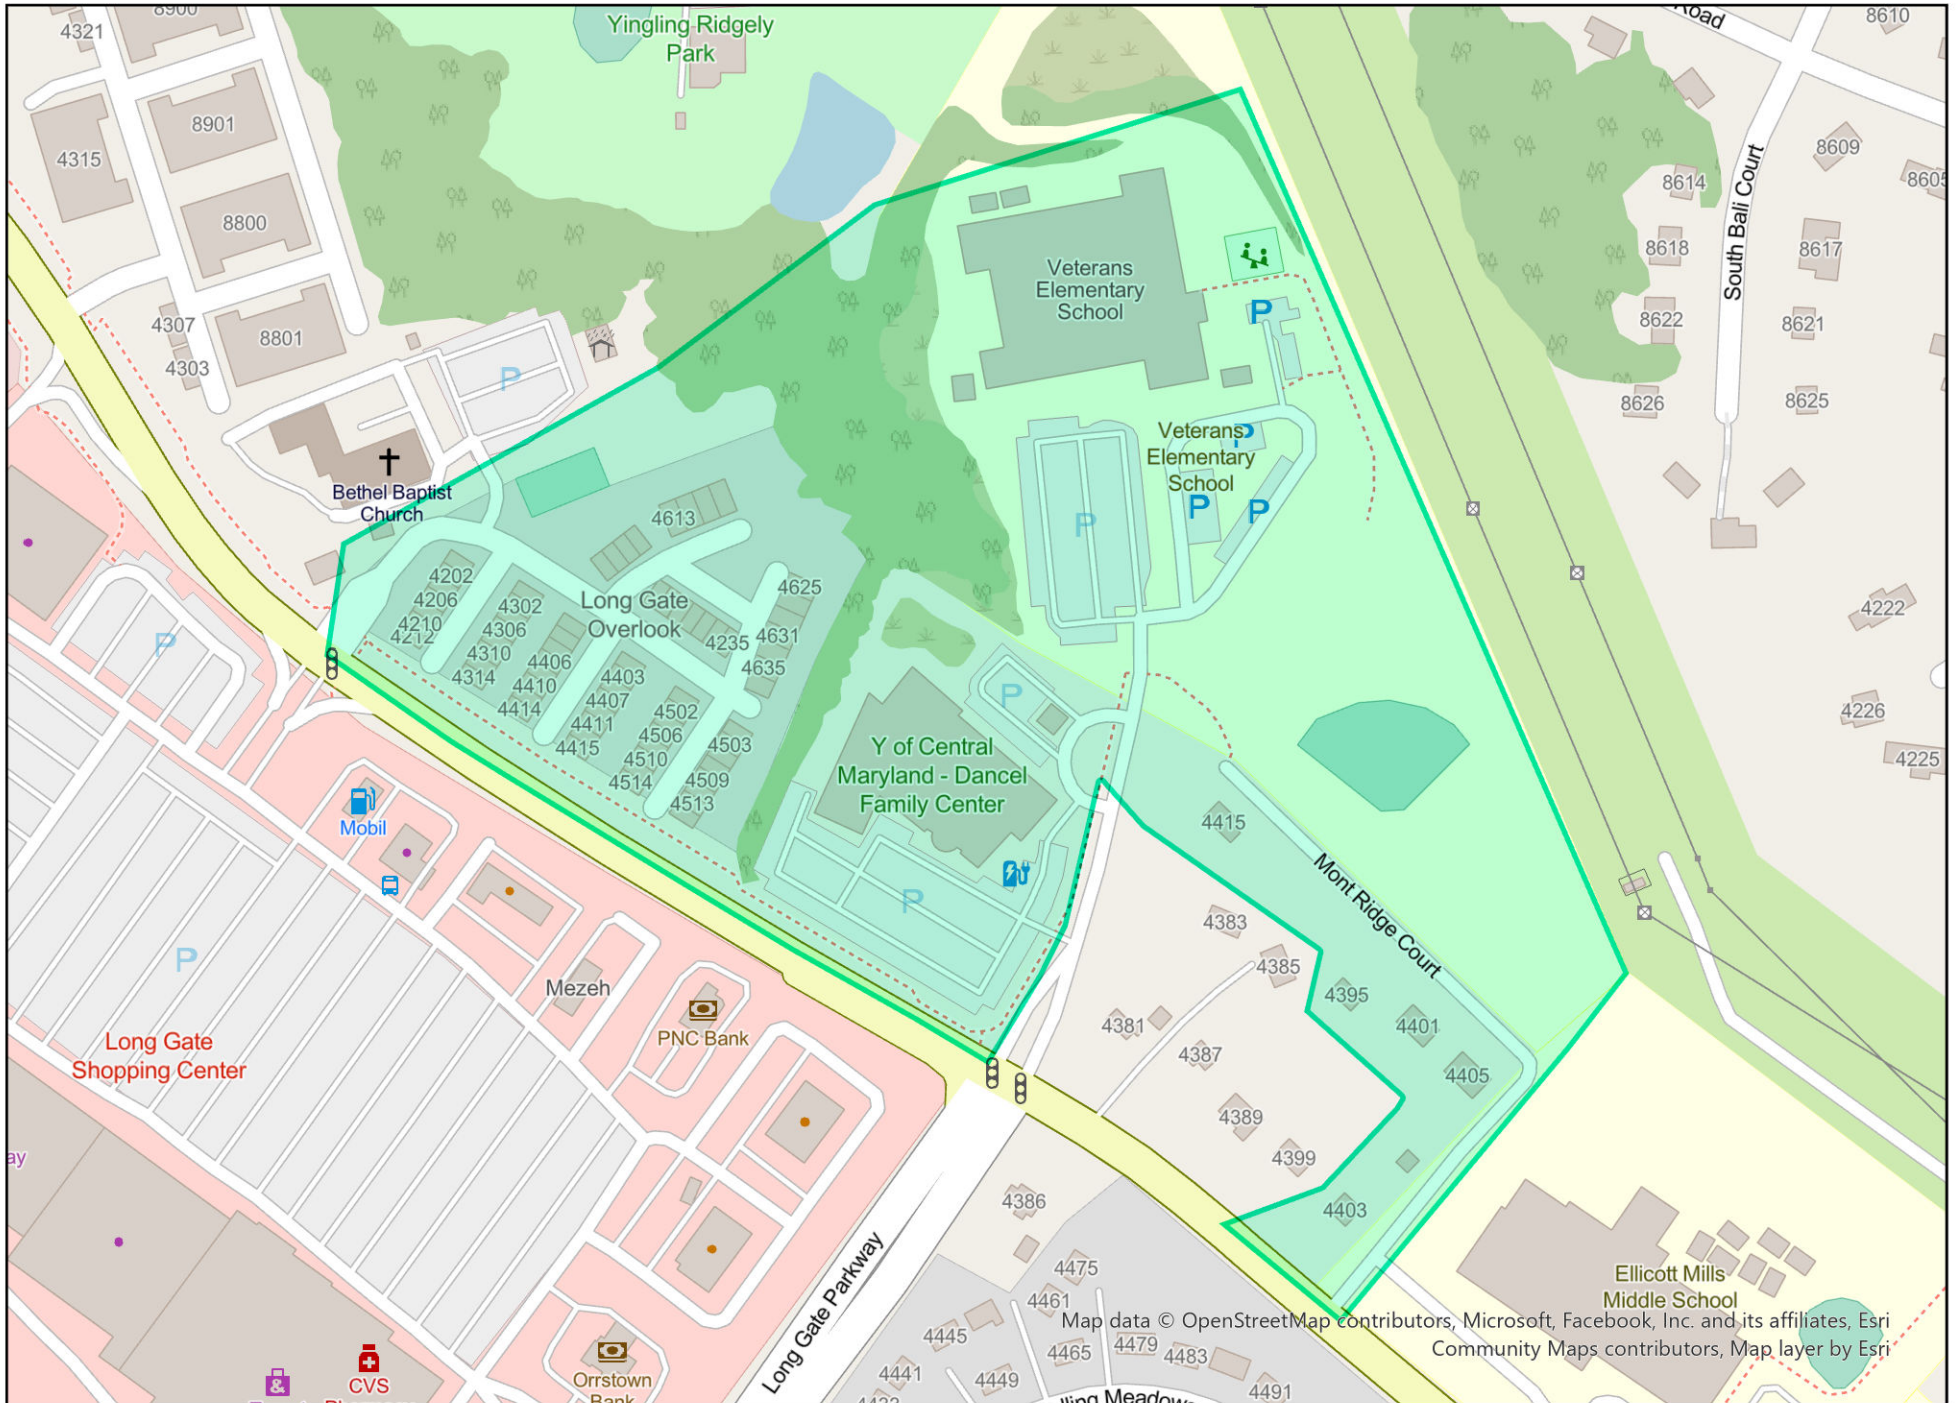 4321
8900
Yingling Ridgely
Park
Road
8610
8901
4315
8609
8614
8605
8800
Veterans
Elementary
School
P
8618
8617
South Bali Court
4307
8801
4303
P
8622
8621
8626
8625
Bethel Baptist
Church
Veterans
Elementary
School
P
P
P
P
4613
4202
4206
4210
4212
4302
4306
4310
4314
Long Gate
Overlook
4625
4631
4635
4235
4406
4410
4414
4403
4407
4411
4415
4502
4506
4510
4514
4503
4509
4513
4222
4226
4225
P
P
Y of Central
Maryland - Dancel
Family Center
P
Mobil
4415
Mont Ridge Court
4383
4385
4395
4401
4405
4381
4387
4389
4399
4403
P
Mezeh
PNC Bank
Long Gate
Shopping Center
ay
4386
Long Gate Parkway
4475
4461
4445
4465
4479
4483
4441
4449
4491
Ellicott Mills
Middle School
CVS
Orrstown
Bank
Map data © OpenStreetMap contributors, Microsoft, Facebook, Inc. and its affiliates, Esri
Community Maps contributors, Map layer by Esri